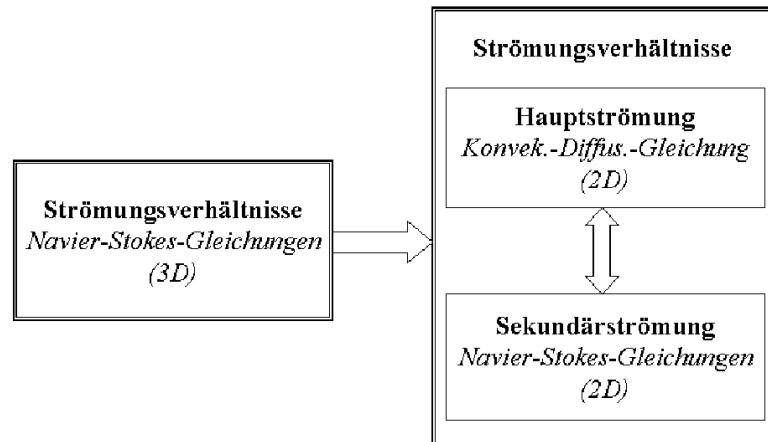 Strömungsverhältnisse
Navier-Stokes-Gleichungen
(3D)
Strömungsverhältnisse
Hauptströmung
Konvek.-Diffus.-Gleichung
(2D)
Sekundärströmung
Navier-Stokes-Gleichungen
(2D)